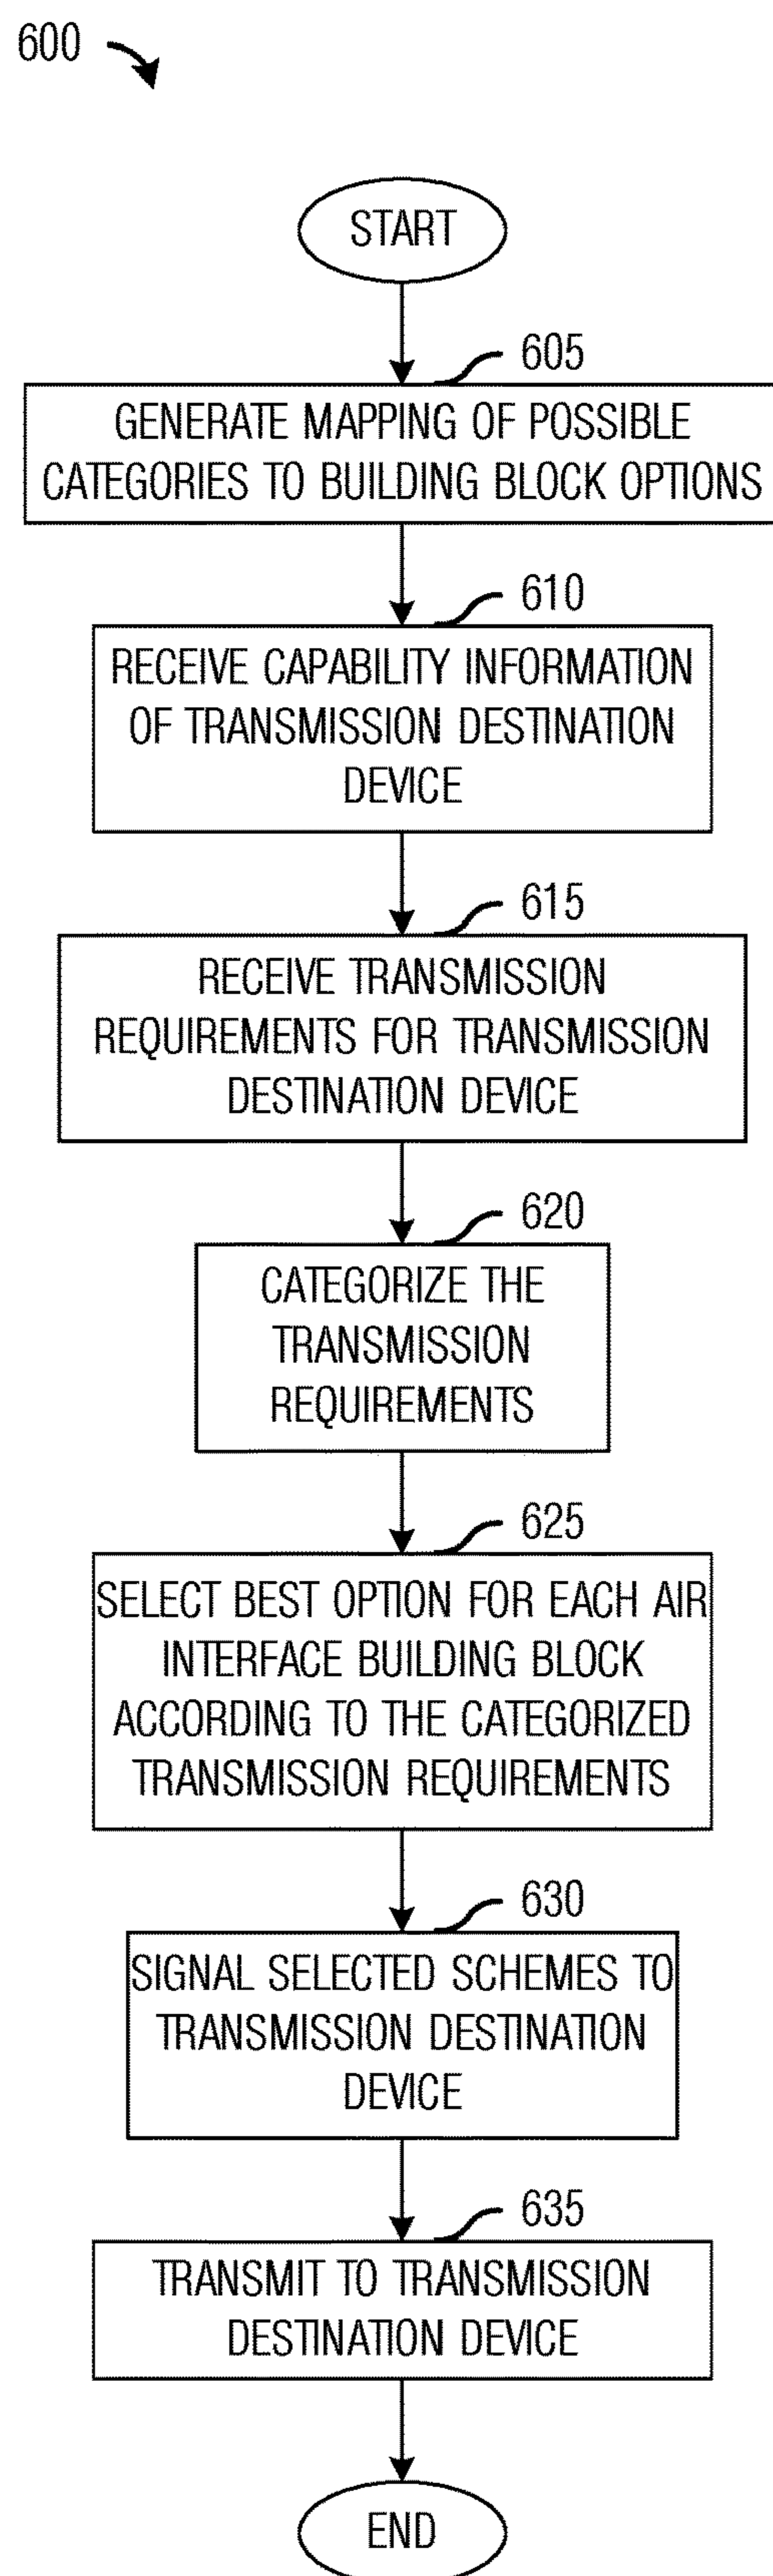 600
START
605
GENERATE MAPPING OF POSSIBLE
CATEGORIES TO BUILDING BLOCK OPTIONS
610
RECEIVE CAPABILITY INFORMATION
OF TRANSMISSION DESTINATION
DEVICE
615
RECEIVE TRANSMISSION
REQUIREMENTS FOR TRANSMISSION
DESTINATION DEVICE
620
CATEGORIZE THE
TRANSMISSION
REQUIREMENTS
625
SELECT BEST OPTION FOR EACH AIR
INTERFACE BUILDING BLOCK
ACCORDING TO THE CATEGORIZED
TRANSMISSION REQUIREMENTS
630
SIGNAL SELECTED SCHEMES TO
TRANSMISSION DESTINATION
DEVICE
635
TRANSMIT TO TRANSMISSION
DESTINATION DEVICE
END